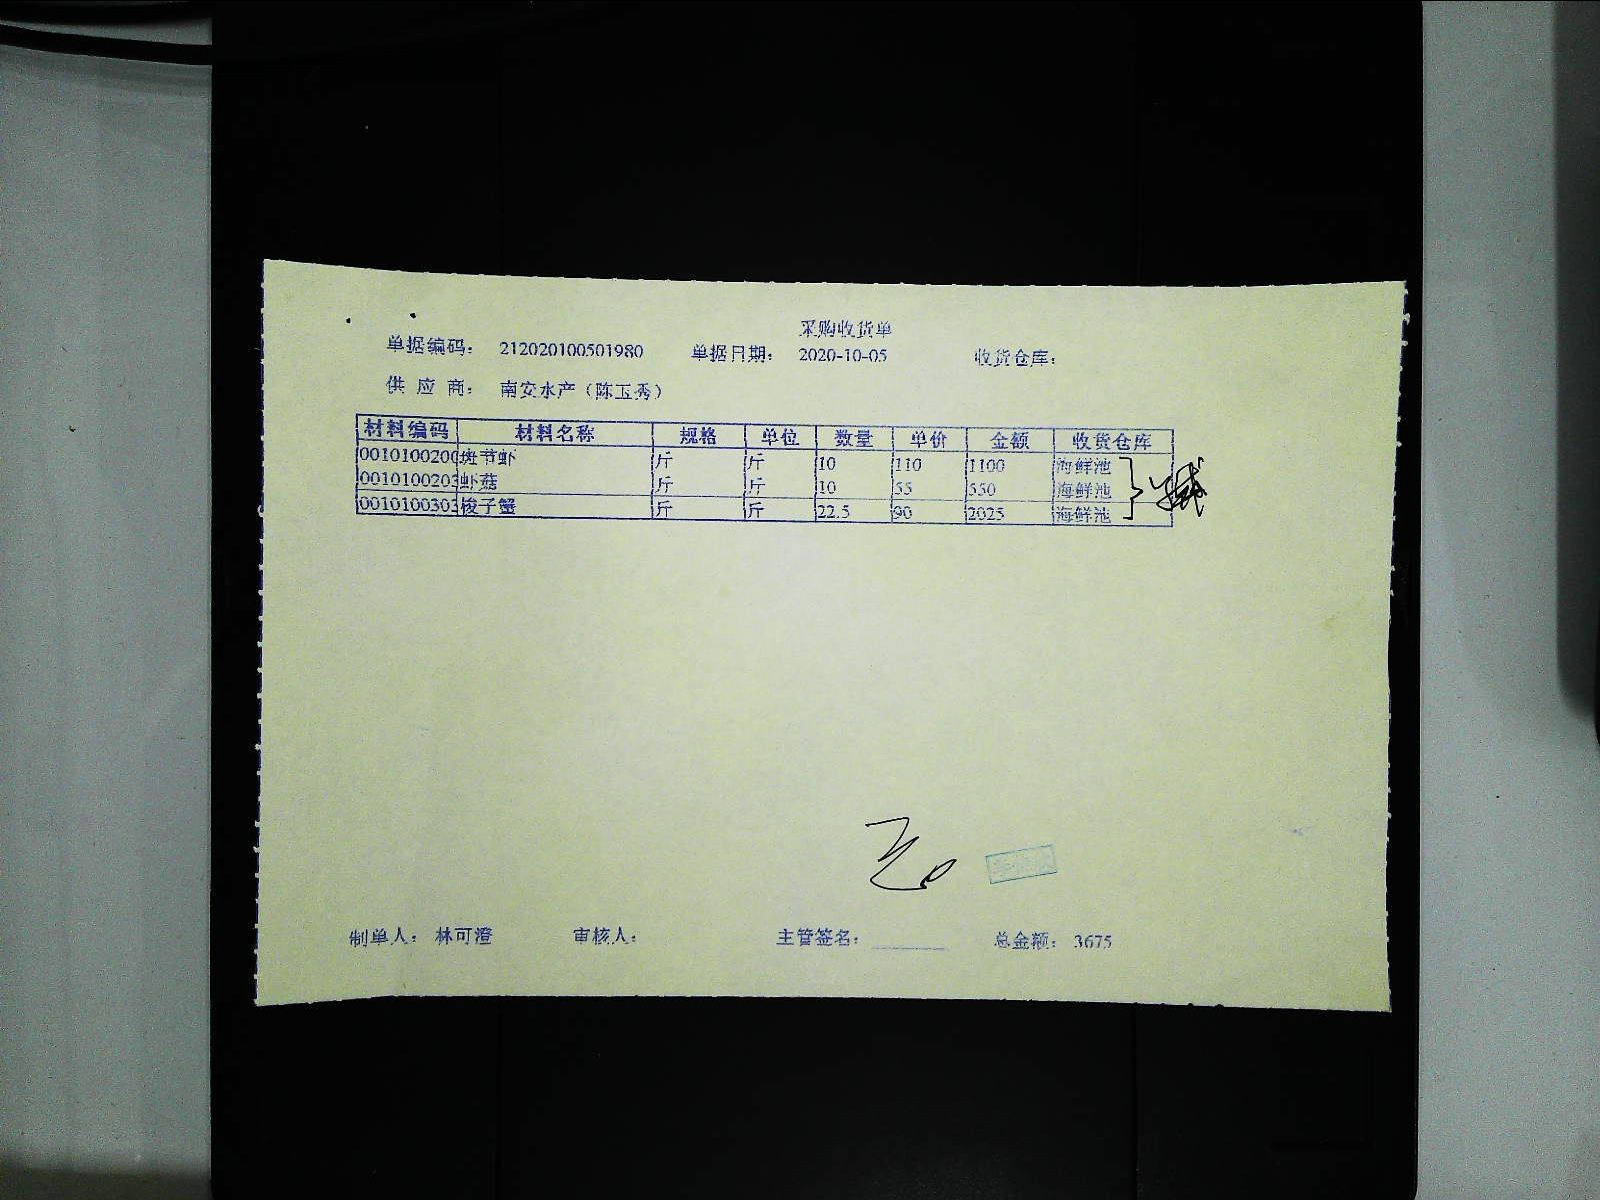 采购收货单
单据编码： 212020100501980 单据日期： 2020-10-05 收货仓库：
供 应 商： 南安水产（陈玉秀）
材料编码 材料名称 规格 单位 数量 单价 金额 收货仓库
0010100200 斑节虾 斤 斤 10 110 1100 海鲜池
0010100203 虾菇 斤 斤 10 55 550 海鲜池
0010100303 梭子蟹 斤 斤 22.5 90 2025 海鲜池
制单人： 林可澄 审核人： 主管签名： 总金额： 3675